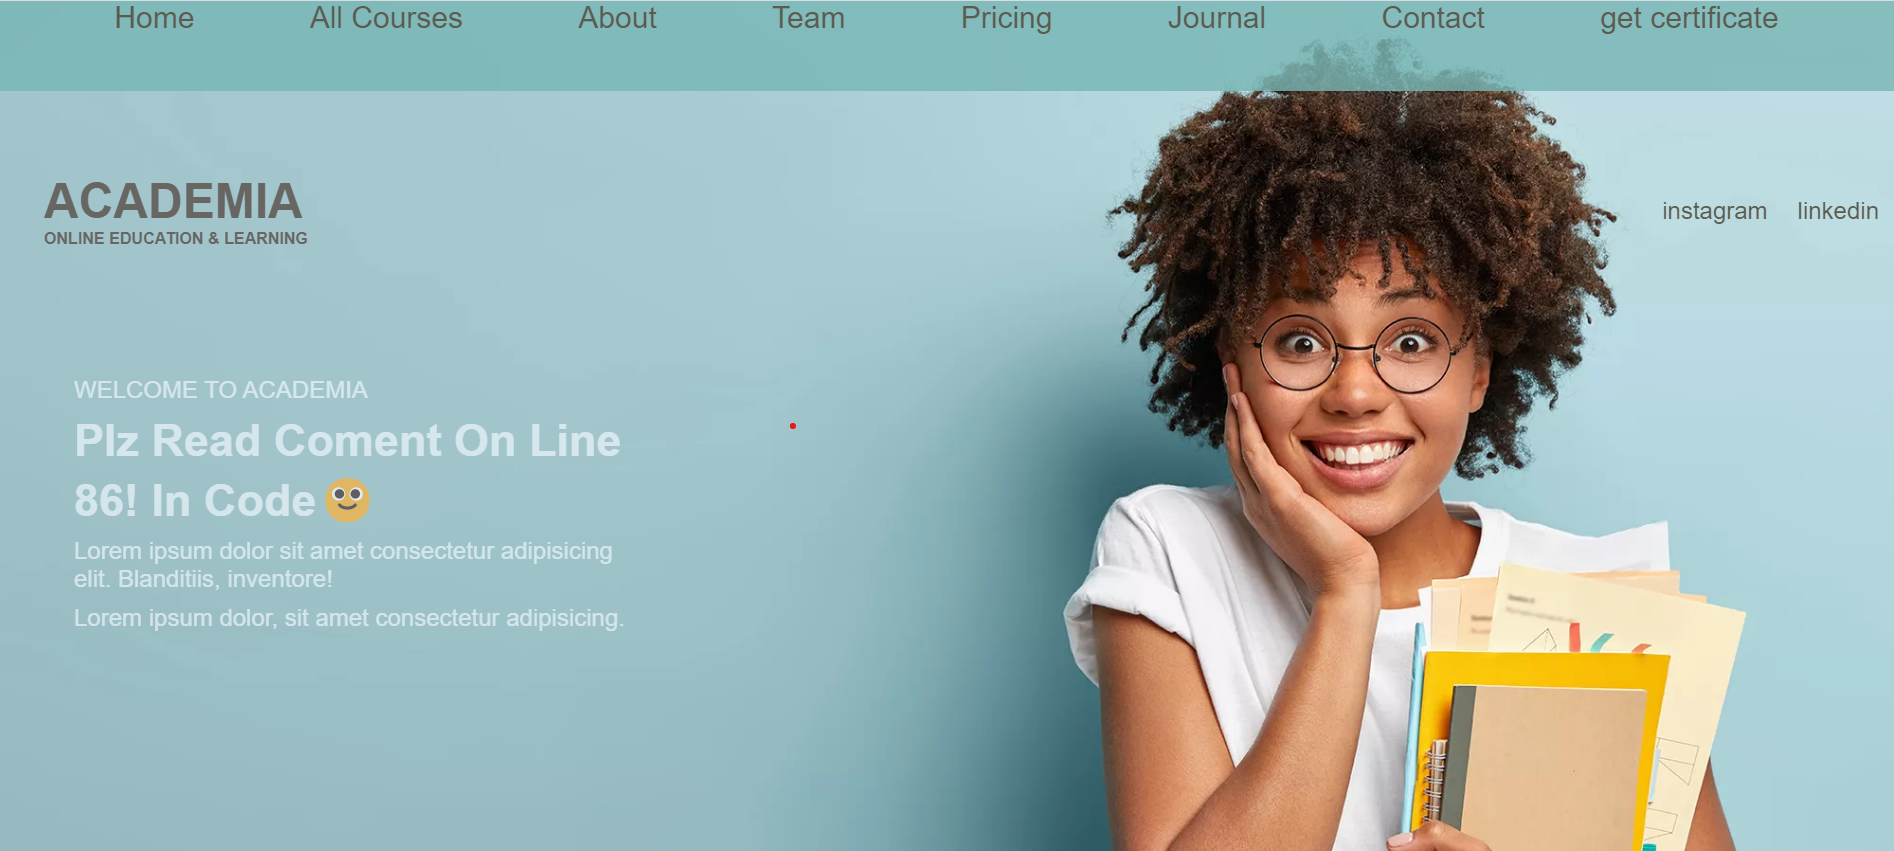 Home All Courses About Team Pricing Journal Contact get certificate
ACADEMIA
ONLINE EDUCATION & LEARNING
instagram linkedin
WELCOME TO ACADEMIA
Plz Read Coment On Line
86! In Code
Lorem ipsum dolor sit amet consectetur adipisicing
elit. Blanditiis, inventore!
Lorem ipsum dolor, sit amet consectetur adipisicing.